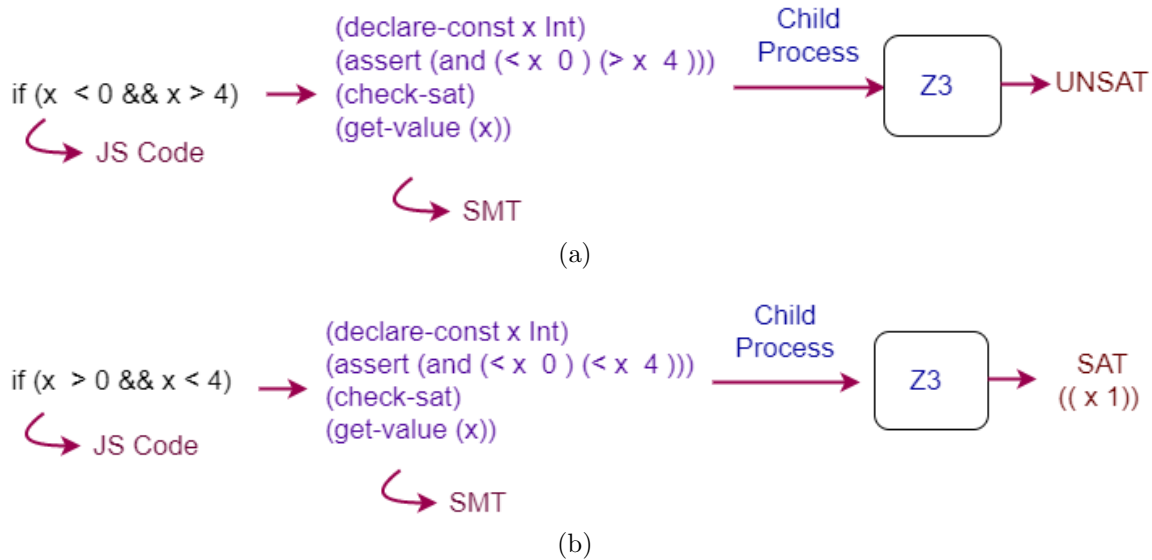 if (x < 0 && x > 4)
JS Code
(declare-const x Int)
(assert (and (< x 0 ) (> x 4 )))
(check-sat)
(get-value (x))
SMT
Child
Process
Z3
UNSAT
(a)
if (x > 0 && x < 4)
JS Code
(declare-const x Int)
(assert (and (< x 0 ) (< x 4 )))
(check-sat)
(get-value (x))
SMT
Child
Process
Z3
SAT
(( x 1))
(b)